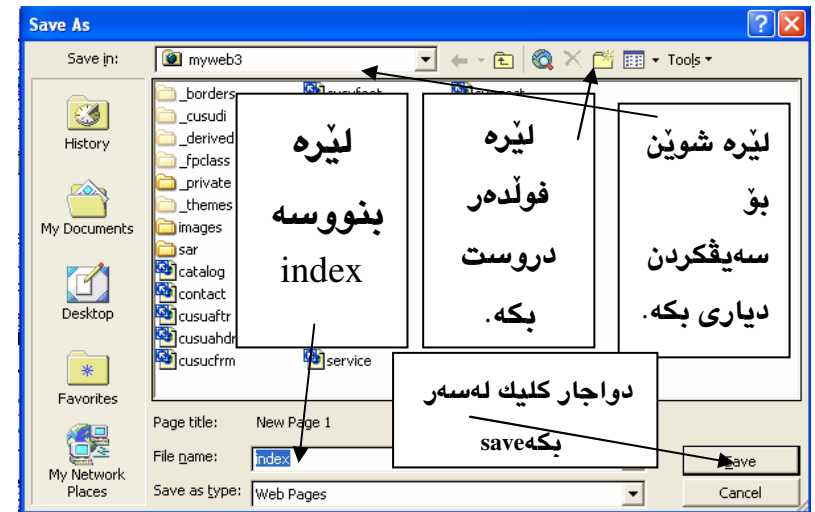 Save As
Save in:
myweb3
Tools
History
My Documents
Desktop
Favorites
My Network
Places
_borders
_cusudi
_derived
_fpclass
_private
_themes
images
sar
catalog
contact
cusuaftr
cusuahdr
cusucfrm
service
لێرە
بنووسە
index
لێرە
فوڵدەر
دروست
بکە.
لێرە شوێن
بۆ
سەیڤکردن
دیاری بکە.
دواجار کلیك لەسەر
saveبکە
Page title:
New Page 1
File name:
index
Save
Save as type:
Web Pages
Cancel